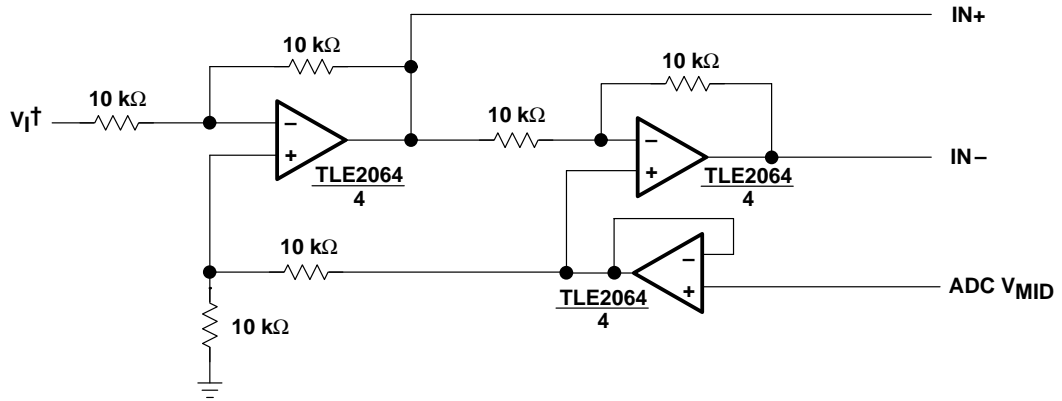 IN+
10 kΩ
10 kΩ
10 kΩ
10 kΩ
VI†
−
+
−
+
IN−
TLE2064
4
TLE2064
4
10 kΩ
−
+
ADC VMID
TLE2064
4
10 kΩ